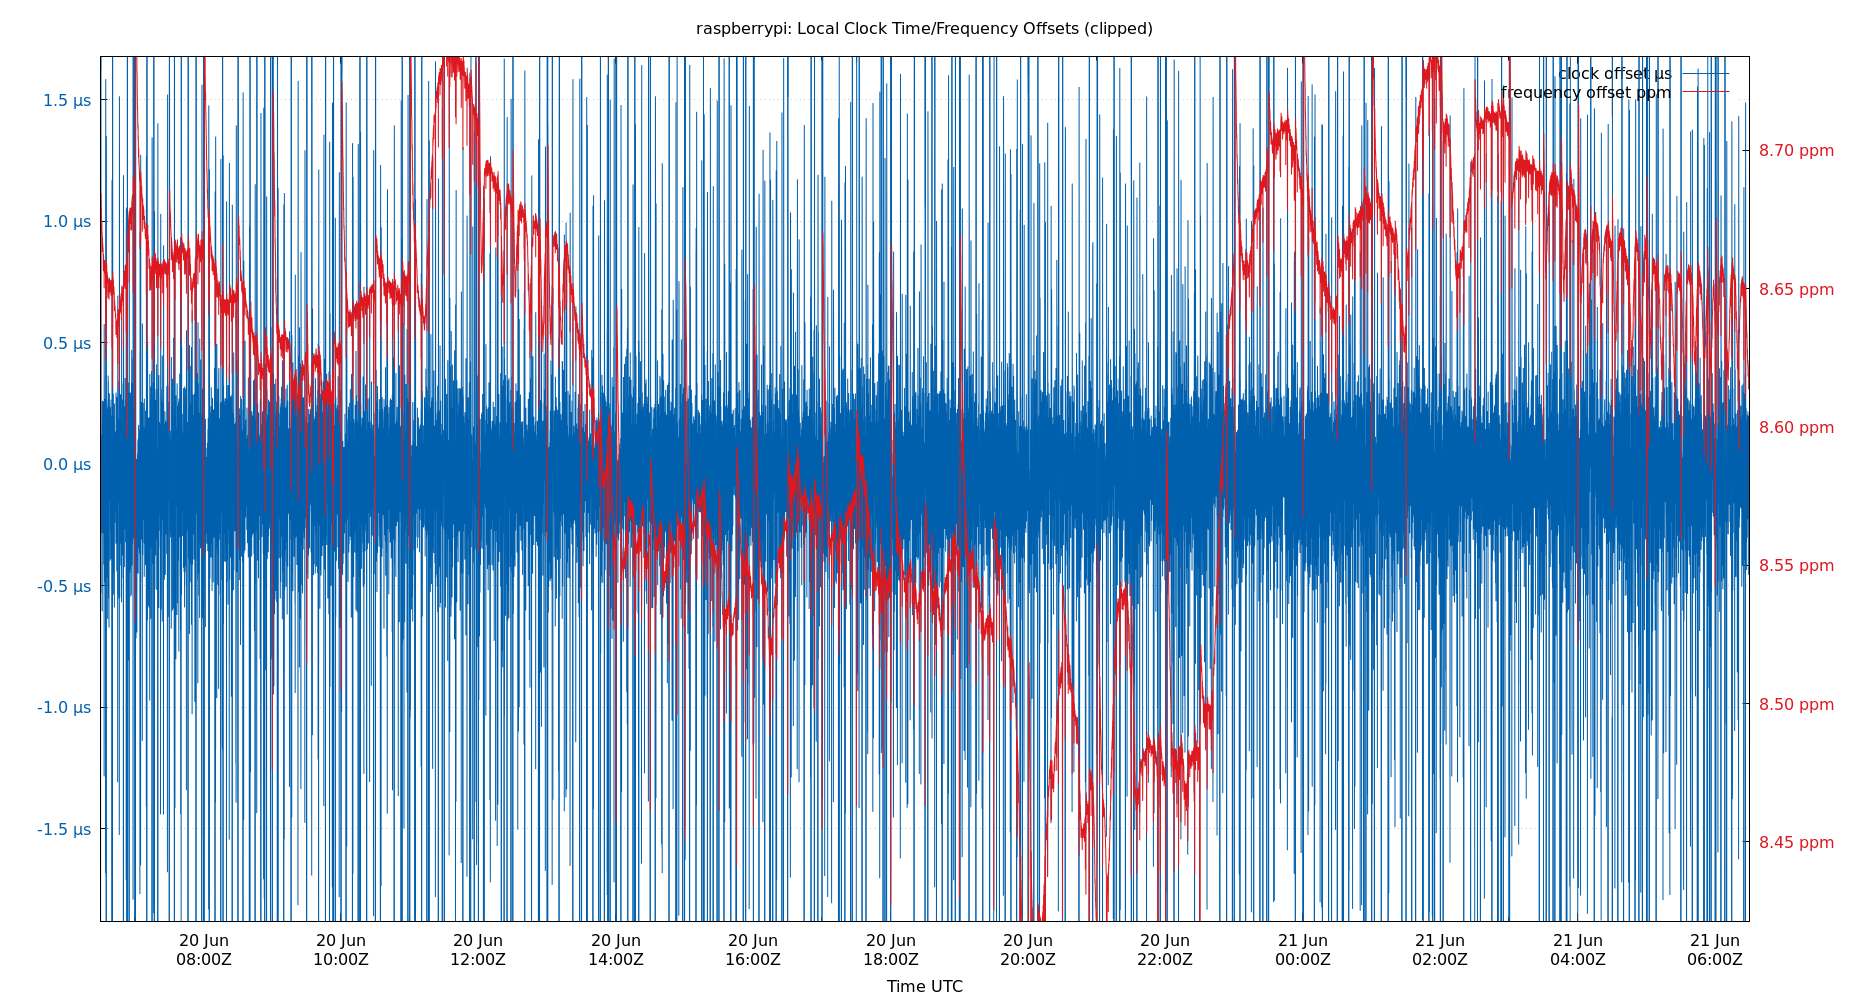 raspberrypi: Local Clock Time/Frequency Offsets (clipped)
clock offset µs
frequency offset ppm
1.5 µs
1.0 µs
0.5 µs
0.0 µs
-0.5 µs
-1.0 µs
-1.5 µs
8.70 ppm
8.65 ppm
8.60 ppm
8.55 ppm
8.50 ppm
8.45 ppm
20 Jun 20 Jun 20 Jun 20 Jun 20 Jun 20 Jun 20 Jun 20 Jun 21 Jun 21 Jun 21 Jun 21 Jun
08:00Z 10:00Z 12:00Z 14:00Z 16:00Z 18:00Z 20:00Z 22:00Z 00:00Z 02:00Z 04:00Z 06:00Z
Time UTC